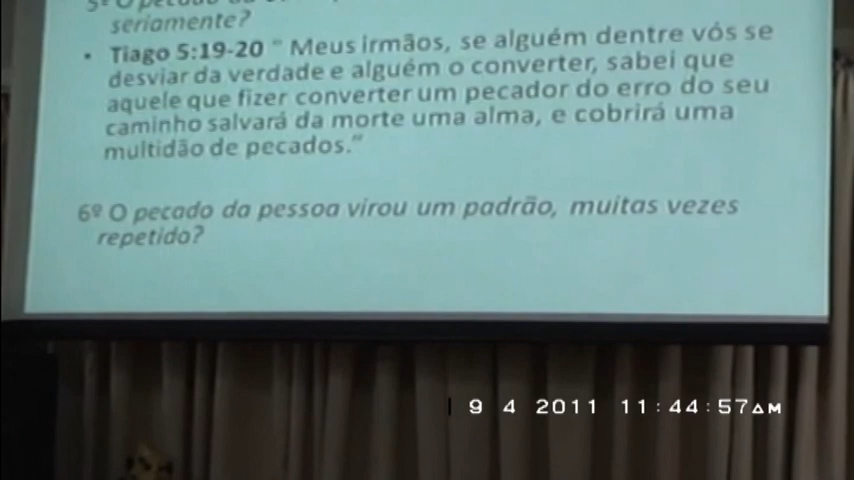 seriamente?
• Tiago 5:19-20 " Meus irmãos, se alguém dentre vós se
desviar da verdade e alguém o converter, sabei que
aquele que fizer converter um pecador do erro do seu
caminho salvará da morte uma alma, e cobrirá uma
multidão de pecados."
6º O pecado da pessoa virou um padrão, muitas vezes
repetido?
9 4 2011 11:44:57AM